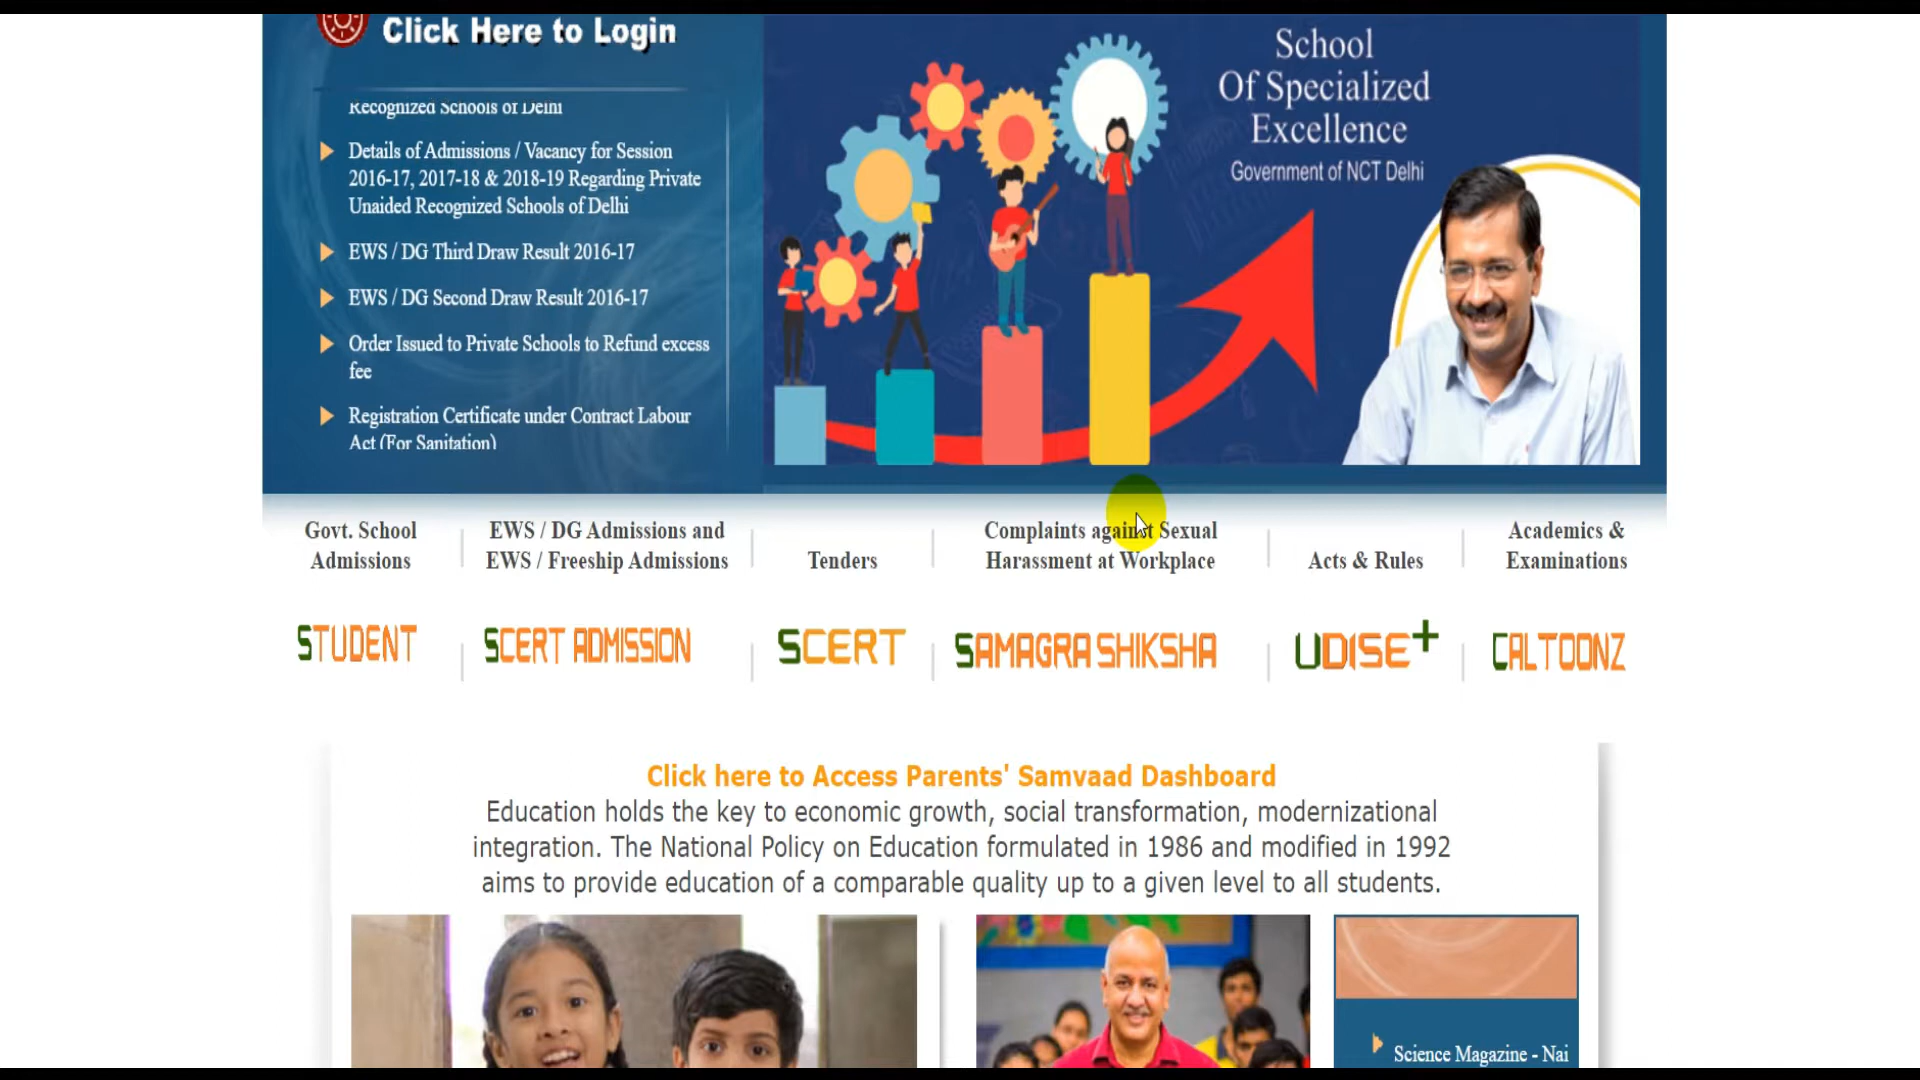 Click Here to Login
Recognized Schools of Delhi
Details of Admissions / Vacancy for Session
2016-17, 2017-18 & 2018-19 Regarding Private
Unaided Recognized Schools of Delhi
EWS / DG Third Draw Result 2016-17
EWS / DG Second Draw Result 2016-17
Order Issued to Private Schools to Refund excess
fee
Registration Certificate under Contract Labour
Act (For Sanitation)
School
Of Specialized
Excellence
Government of NCT Delhi
Govt. School
Admissions
EWS / DG Admissions and
EWS / Freeship Admissions
Tenders
Complaints against Sexual
Harassment at Workplace
Acts & Rules
Academics &
Examinations
STUDENT
SCERT ADMISSION
SCERT
SAMAGRA SHIKSHA
UDISE+
CALTOONZ
Click here to Access Parents' Samvaad Dashboard
Education holds the key to economic growth, social transformation, modernizational
integration. The National Policy on Education formulated in 1986 and modified in 1992
aims to provide education of a comparable quality up to a given level to all students.
Science Magazine - Nai